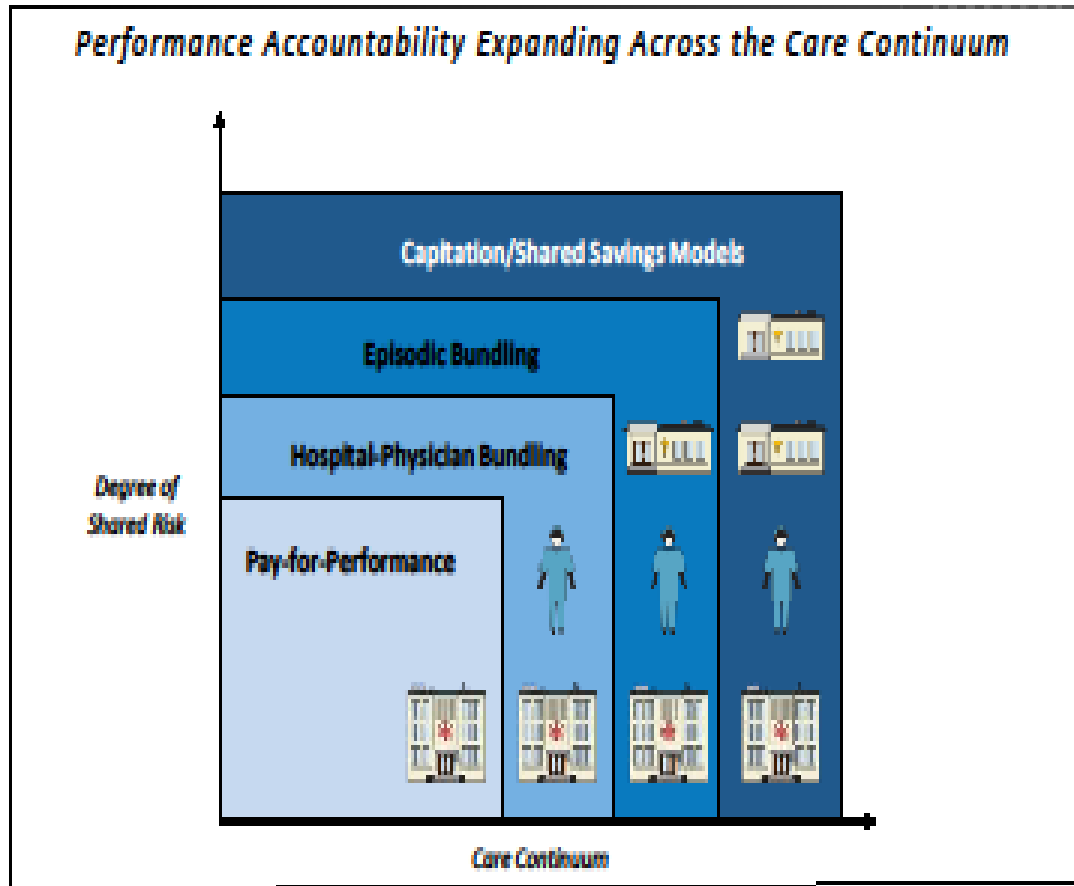 Performance Accountability Expanding Across the Care Continuum
Capitation/Shared Savings Models
Episodic Bundling
Hospital-Physician Bundling
Degree of
Shared Risk
Pay-for-Performance
Care Continuum